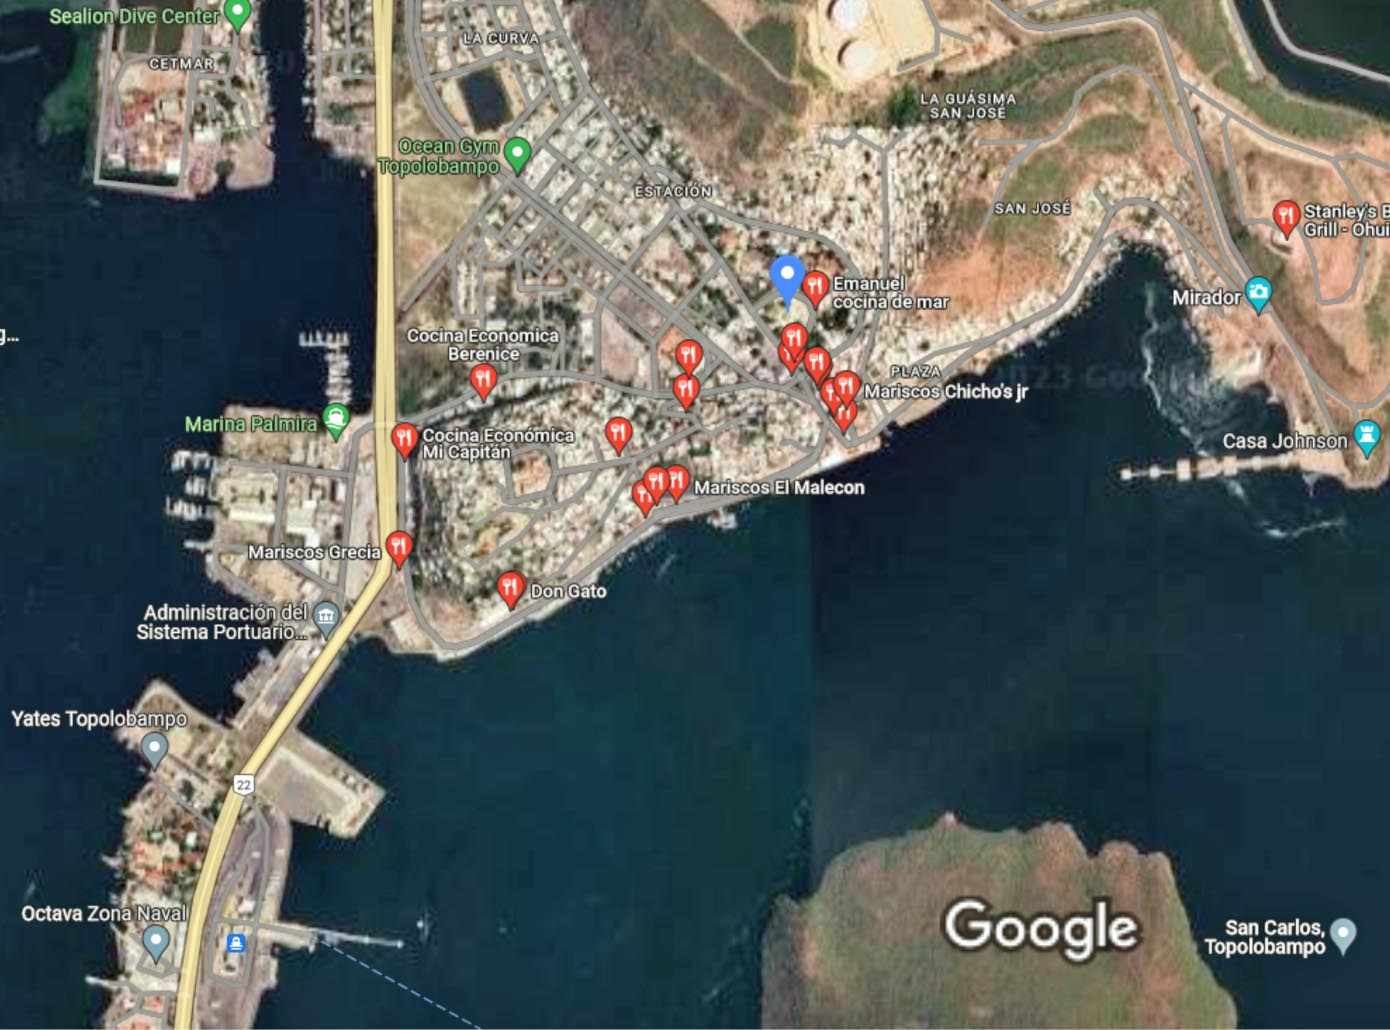 Sealion Dive Center
LA CURVA
CETMAR
LA GUÁSIMA
SAN JOSÉ
Ocean Gym
Topolobampo
ESTACIÓN
SAN JOSÉ
Stanley's B
Grill - Ohui
Emanuel
cocina de mar
Mirador
g...
Cocina Economica
Berenice
PLAZA
Mariscos Chicho's jr
Marina Palmira
Cocina Económica
Mi Capitán
Casa Johnson
Mariscos El Malecon
Mariscos Grecia
Don Gato
Administración del
Sistema Portuario...
Yates Topolobampo
22
Octava Zona Naval
Google
San Carlos,
Topolobampo